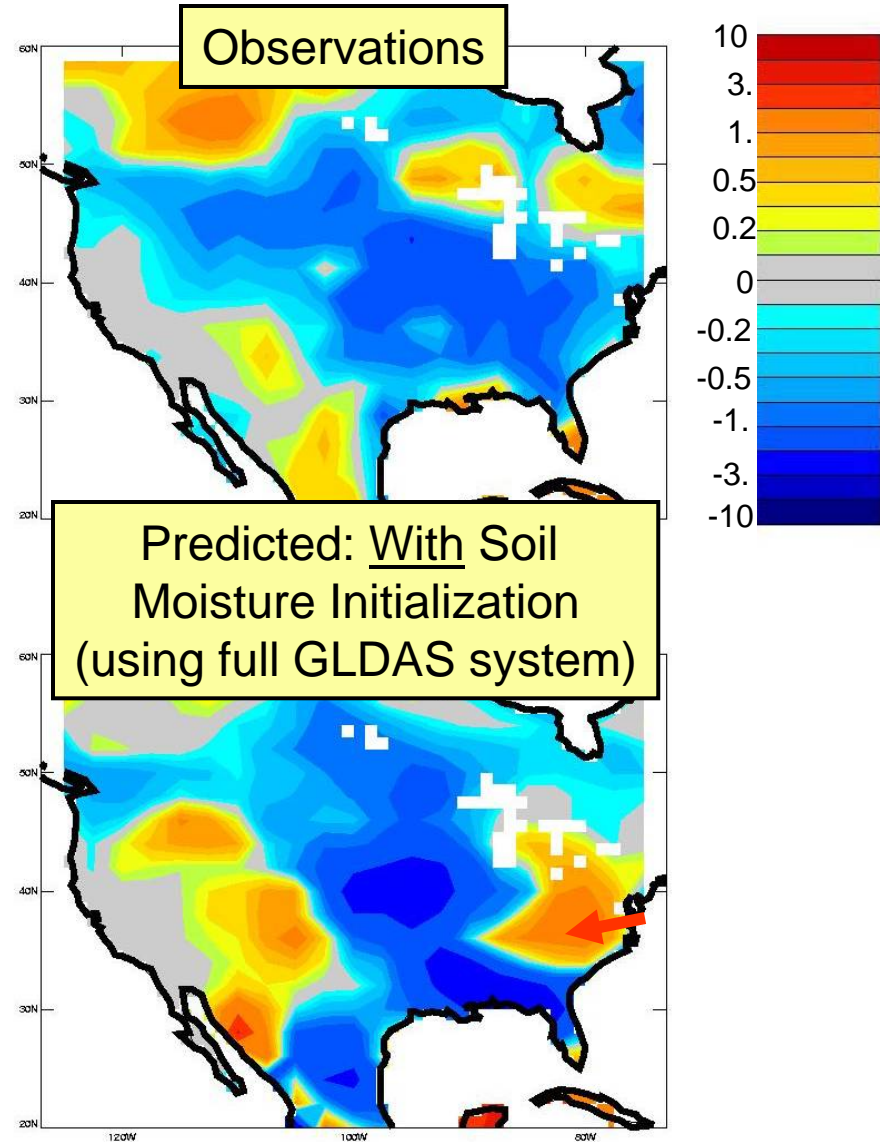 Observations
60N
50N
40N
30N
20N
10
3.
1.
0.5
0.2
0
-0.2
-0.5
-1.
-3.
-10
Predicted: With Soil
Moisture Initialization
(using full GLDAS system)
60N
50N
40N
30N
20N
120W
100W
80W